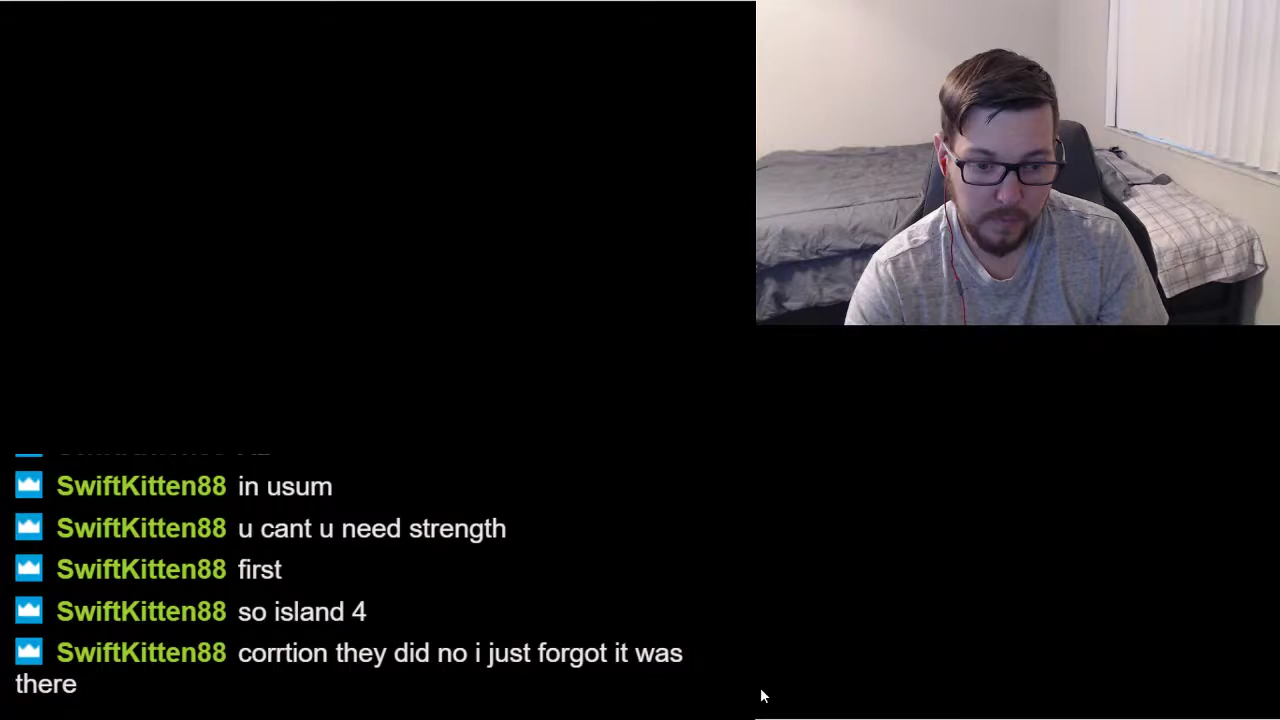 SwiftKitten88 in usum
SwiftKitten88 u cant u need strength
SwiftKitten88 first
SwiftKitten88 so island 4
SwiftKitten88 corrtion they did no i just forgot it was
there